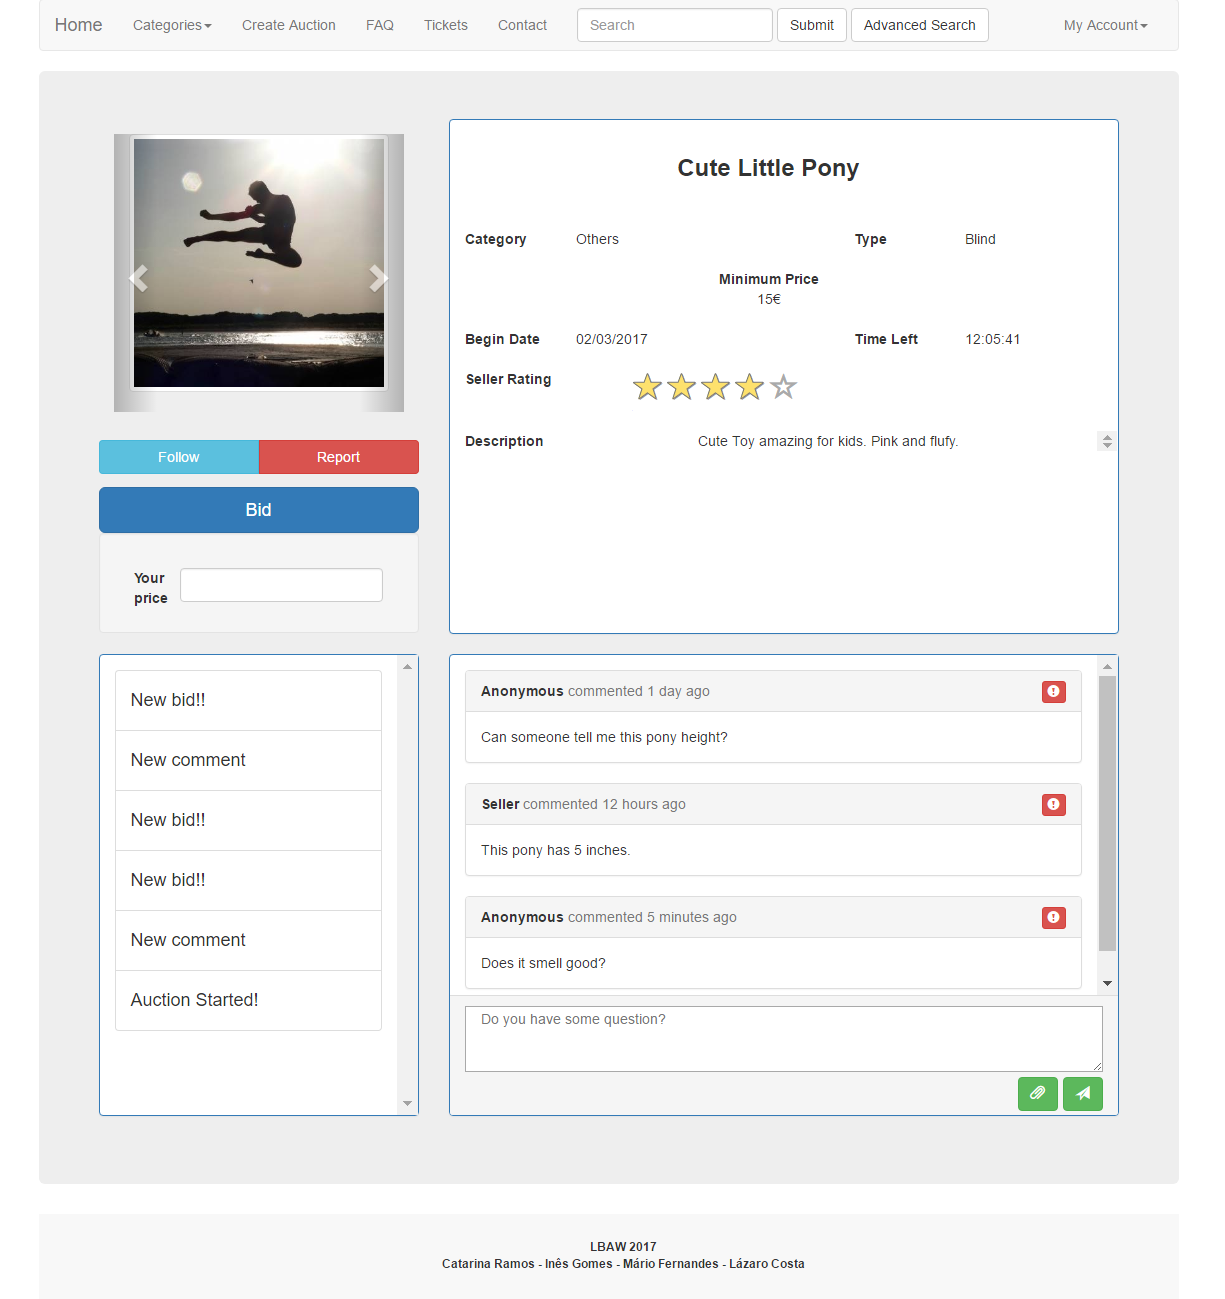 Home Categories Create Auction FAQ Tickets Contact Search Submit Advanced Search My Account
Cute Little Pony
Category Others Type Blind
Minimum Price
15€
Begin Date 02/03/2017 Time Left 12:05:41
Seller Rating
Description Cute Toy amazing for kids. Pink and flufy.
Follow Report
Bid
Your
price
New bid!!
New comment
New bid!!
New bid!!
New comment
Auction Started!
Anonymous commented 1 day ago
Can someone tell me this pony height?
Seller commented 12 hours ago
This pony has 5 inches.
Anonymous commented 5 minutes ago
Does it smell good?
Do you have some question?
LBAW 2017
Catarina Ramos - Inês Gomes - Mário Fernandes - Lázaro Costa